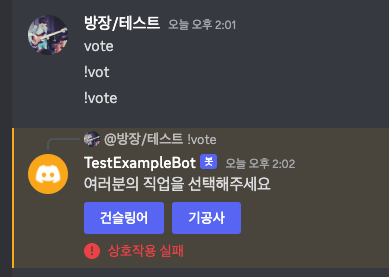 방장/테스트 오늘 오후 2:01
vote
!vot
!vote
@방장/테스트 !vote
TestExampleBot 봇 오늘 오후 2:02
여러분의 직업을 선택해주세요
건슬링어 기공사
상호작용 실패